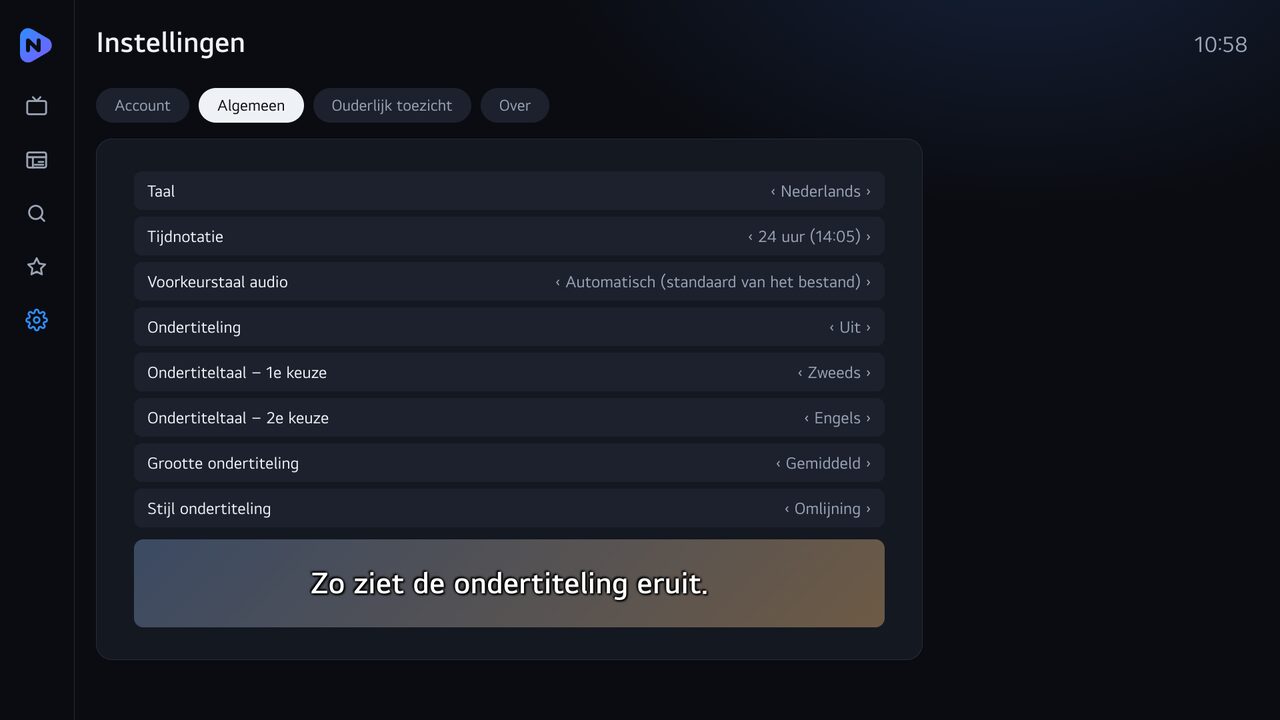 N
Instellingen
10:58
Account Algemeen Ouderlijk toezicht Over
Taal ‹ Nederlands ›
Tijdnotatie ‹ 24 uur (14:05) ›
Voorkeurstaal audio ‹ Automatisch (standaard van het bestand) ›
Ondertiteling ‹ Uit ›
Ondertiteltaal – 1e keuze ‹ Zweeds ›
Ondertiteltaal – 2e keuze ‹ Engels ›
Grootte ondertiteling ‹ Gemiddeld ›
Stijl ondertiteling ‹ Omlijning ›
Zo ziet de ondertiteling eruit.